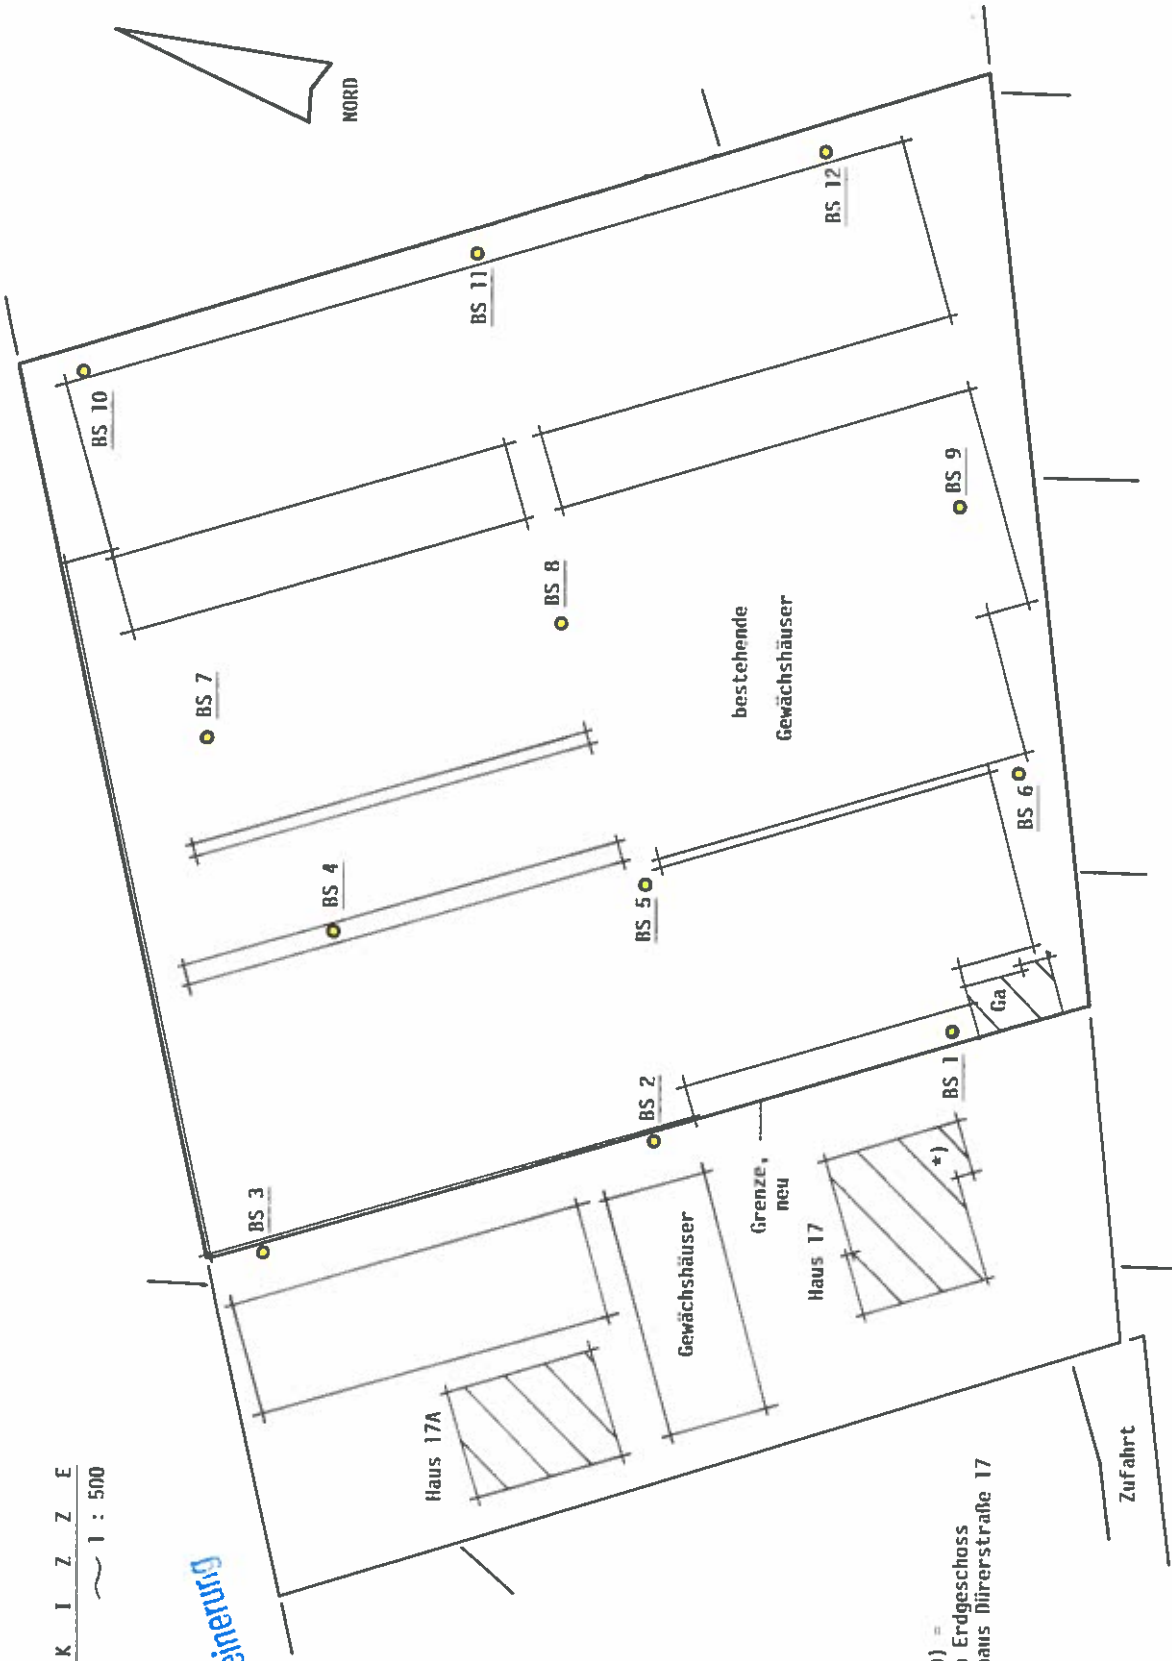 K I Z Z E
~ 1 : 500
einerung
NORD
BS 10
BS 11
BS 12
BS 7
BS 8
BS 9
bestehende
Gewächshäuser
BS 4
BS 5
BS 6
BS 3
BS 2
BS 1
Ga
Grenze,
neu
Haus 17
*)
Gewächshäuser
Haus 17A
) =
Erdgeschoss
haus Dürerstraße 17
Zufahrt